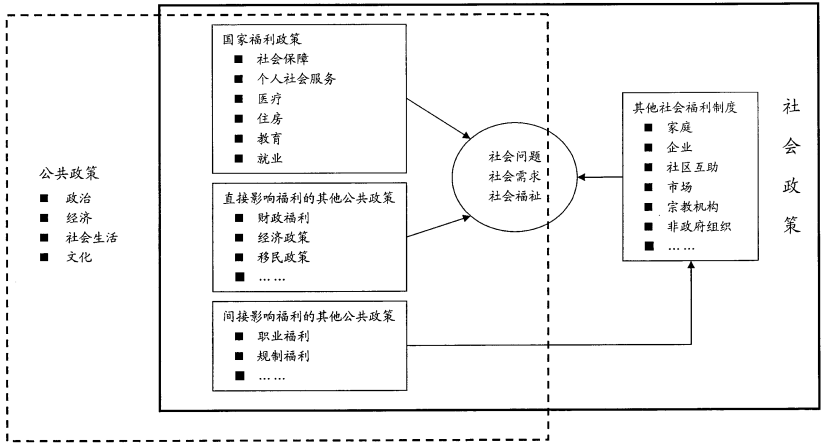 公共政策
■ 政治
■ 经济
■ 社会生活
■ 文化
国家福利政策
■ 社会保障
■ 个人社会服务
■ 医疗
■ 住房
■ 教育
■ 就业
直接影响福利的其他公共政策
■ 财政福利
■ 经济政策
■ 移民政策
■ ……
间接影响福利的其他公共政策
■ 职业福利
■ 规制福利
■ ……
社会问题
社会需求
社会福祉
其他社会福利制度
■ 家庭
■ 企业
■ 社区互助
■ 市场
■ 宗教机构
■ 非政府组织
■ ……
社会政策